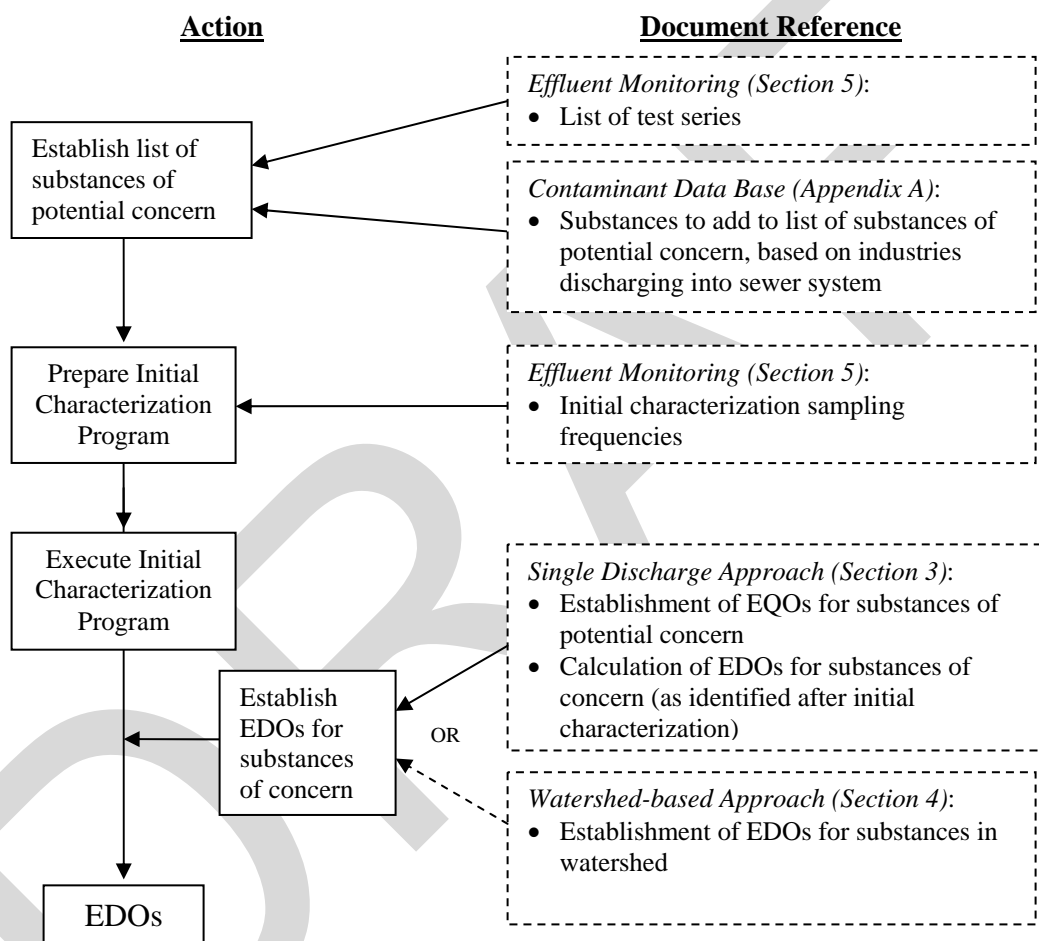 Action
Document Reference
Effluent Monitoring (Section 5):
• List of test series
Establish list of
substances of
potential concern
Contaminant Data Base (Appendix A):
• Substances to add to list of substances of
potential concern, based on industries
discharging into sewer system
Prepare Initial
Characterization
Program
Effluent Monitoring (Section 5):
• Initial characterization sampling
frequencies
Execute Initial
Characterization
Program
Single Discharge Approach (Section 3):
• Establishment of EQOs for substances of
potential concern
• Calculation of EDOs for substances of
concern (as identified after initial
characterization)
Establish
EDOs for
substances
of concern
OR
Watershed-based Approach (Section 4):
• Establishment of EDOs for substances in
watershed
EDOs
DRA